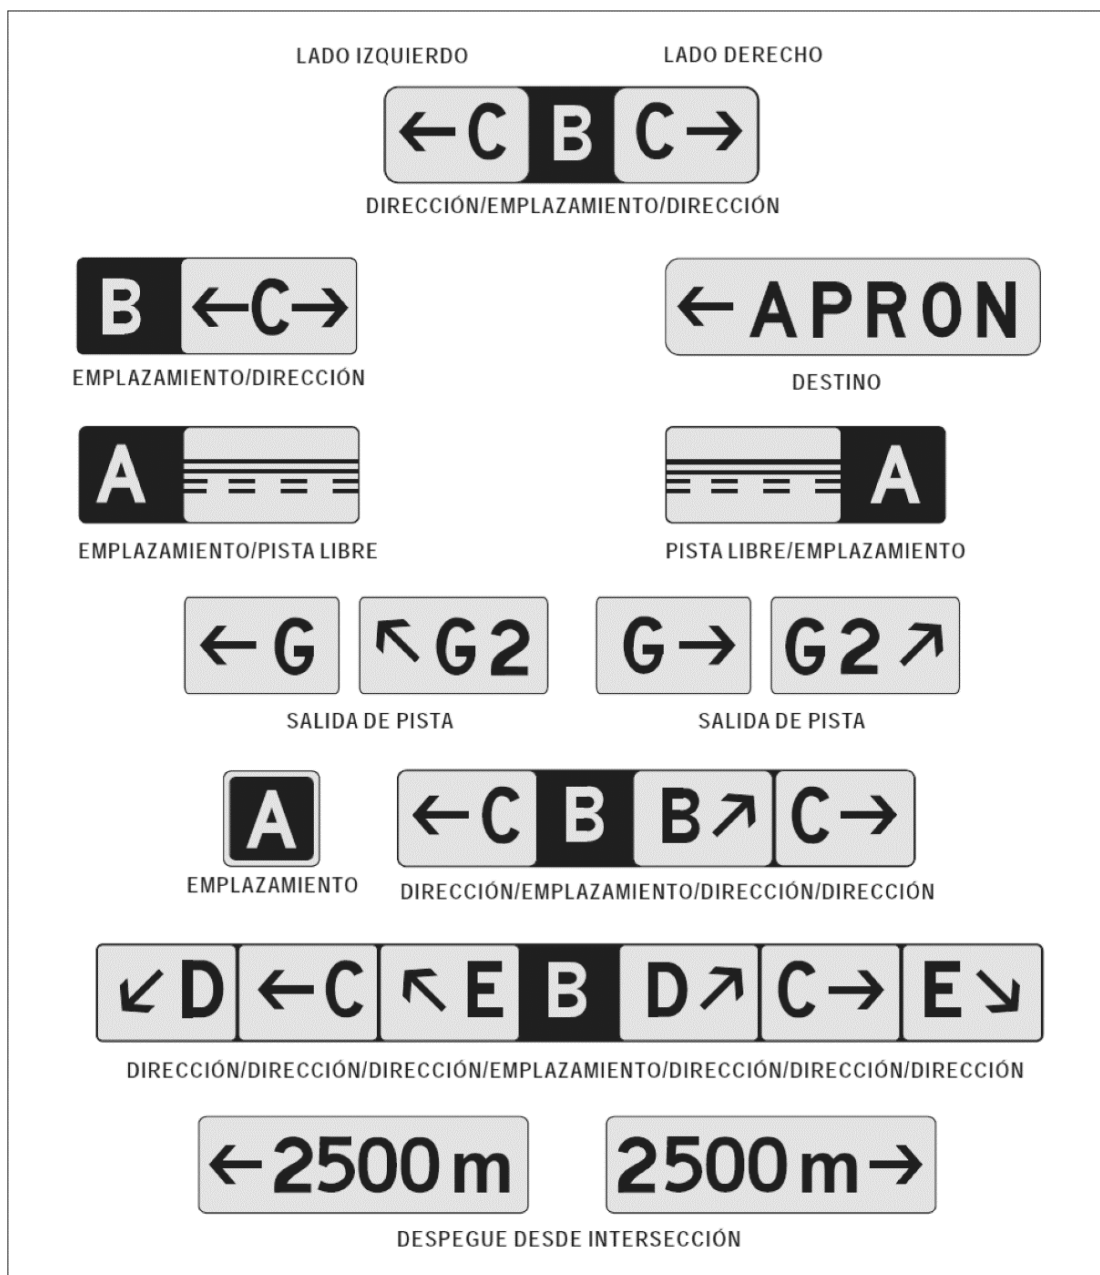 LADO IZQUIERDO LADO DERECHO
←C B C→
DIRECCIÓN/EMPLAZAMIENTO/DIRECCIÓN
B ←C→ ←APRON
EMPLAZAMIENTO/DIRECCIÓN DESTINO
A A
EMPLAZAMIENTO/PISTA LIBRE PISTA LIBRE/EMPLAZAMIENTO
←G ↖G2 G→ G2↗
SALIDA DE PISTA SALIDA DE PISTA
A ←C B B↗ C→
EMPLAZAMIENTO DIRECCIÓN/EMPLAZAMIENTO/DIRECCIÓN/DIRECCIÓN
↙D ←C ↖E B D↗ C→ E↘
DIRECCIÓN/DIRECCIÓN/DIRECCIÓN/EMPLAZAMIENTO/DIRECCIÓN/DIRECCIÓN/DIRECCIÓN
←2500 m 2500 m→
DESPEGUE DESDE INTERSECCIÓN